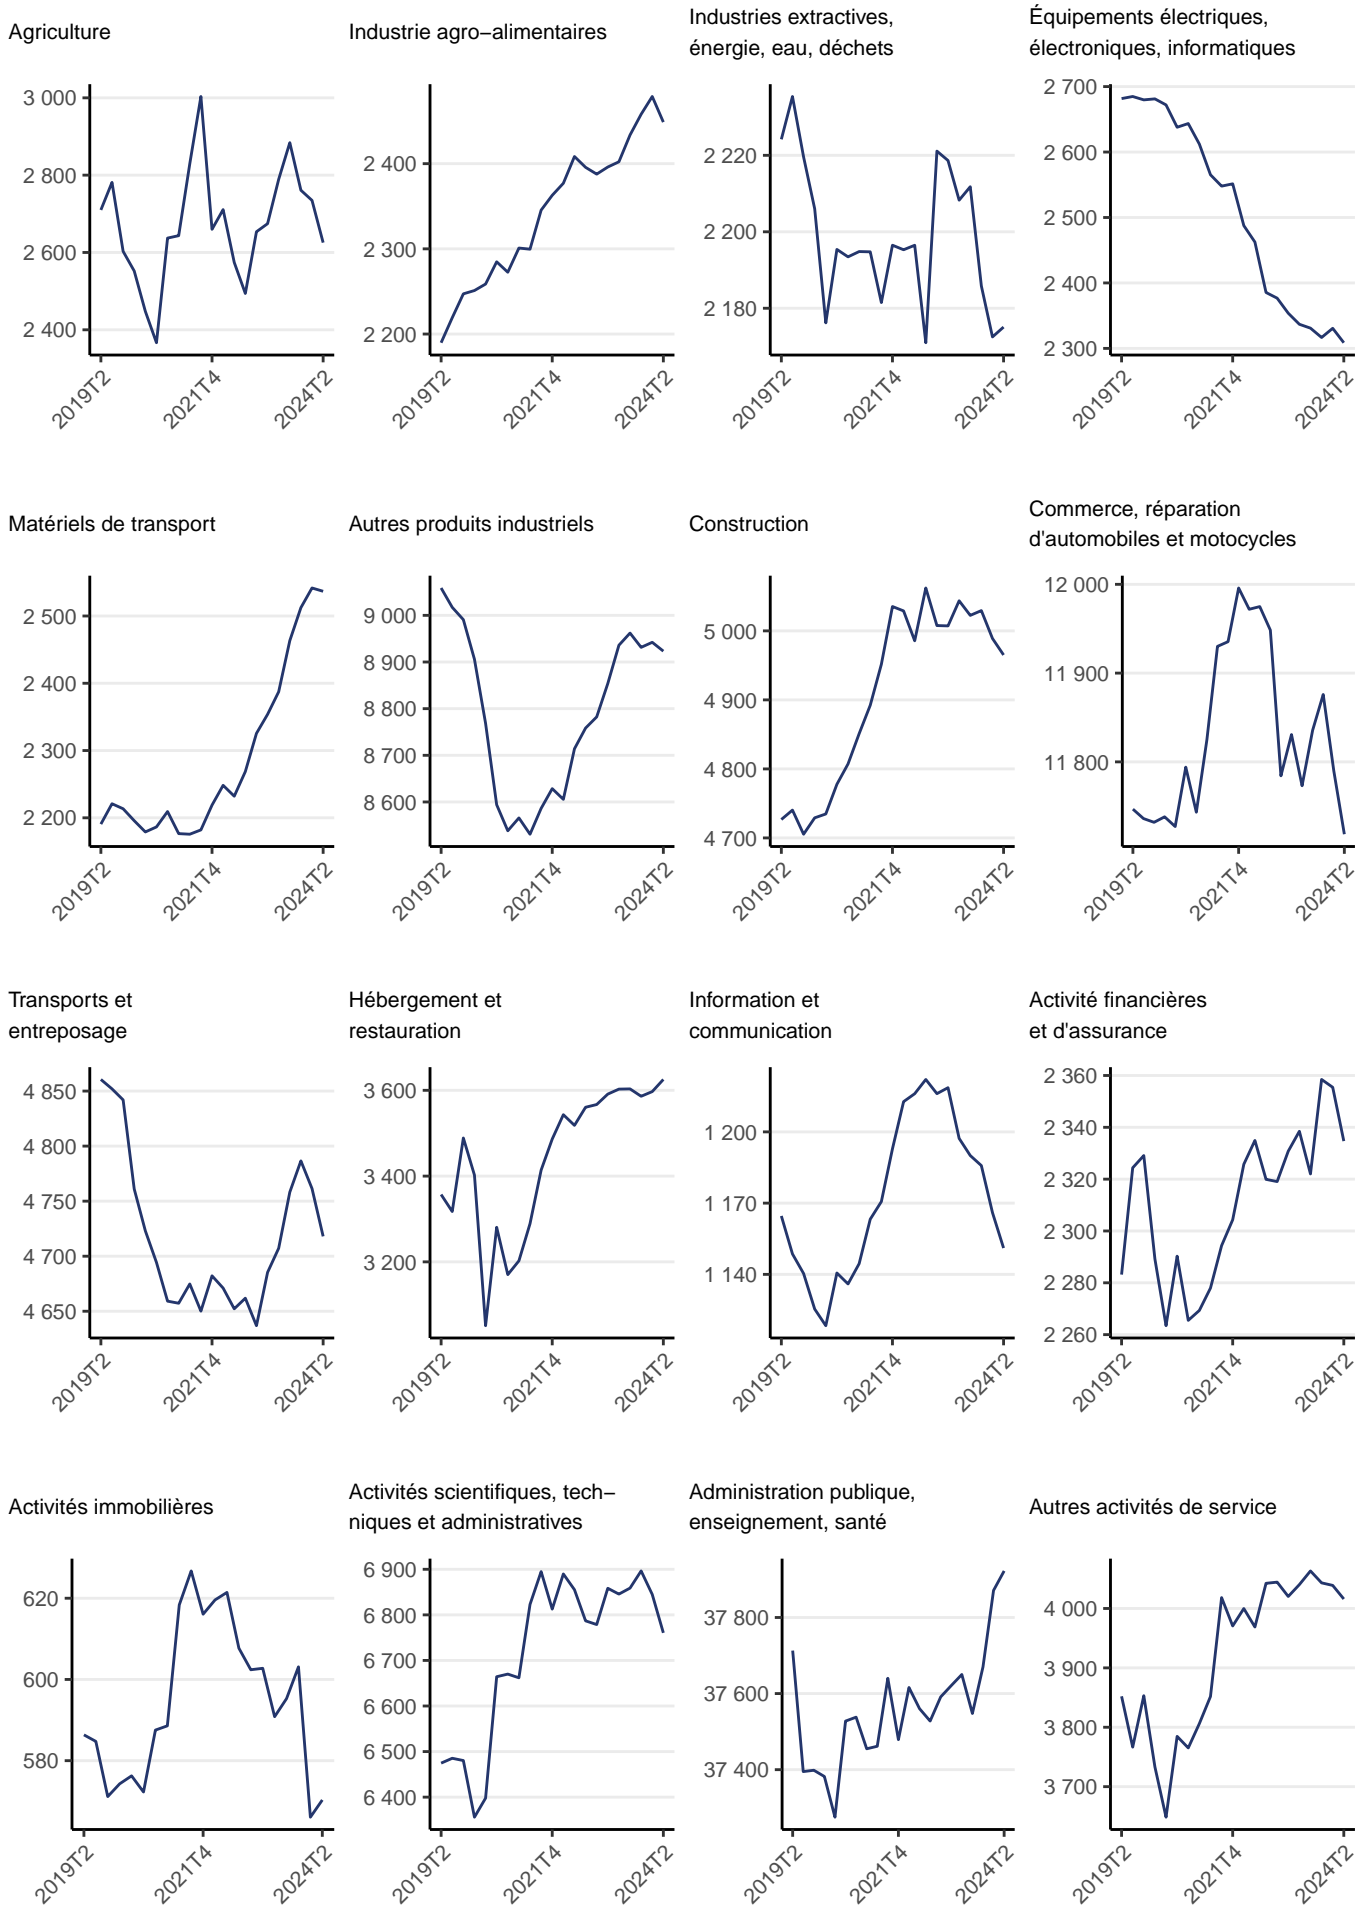 Agriculture
3 000
2 800
2 600
2 400
2019T2
2021T4
2024T2
Industrie agro−alimentaires
2 400
2 300
2 200
2019T2
2021T4
2024T2
Industries extractives,
énergie, eau, déchets
2 220
2 200
2 180
2019T2
2021T4
2024T2
Équipements électriques,
électroniques, informatiques
2 700
2 600
2 500
2 400
2 300
2019T2
2021T4
2024T2
Matériels de transport
2 500
2 400
2 300
2 200
2019T2
2021T4
2024T2
Autres produits industriels
9 000
8 900
8 800
8 700
8 600
2019T2
2021T4
2024T2
Construction
5 000
4 900
4 800
4 700
2019T2
2021T4
2024T2
Commerce, réparation
d'automobiles et motocycles
12 000
11 900
11 800
2019T2
2021T4
2024T2
Transports et
entreposage
4 850
4 800
4 750
4 700
4 650
2019T2
2021T4
2024T2
Hébergement et
restauration
3 600
3 400
3 200
2019T2
2021T4
2024T2
Information et
communication
1 200
1 170
1 140
2019T2
2021T4
2024T2
Activité financières
et d'assurance
2 360
2 340
2 320
2 300
2 280
2 260
2019T2
2021T4
2024T2
Activités immobilières
620
600
580
2019T2
2021T4
2024T2
Activités scientifiques, tech−
niques et administratives
6 900
6 800
6 700
6 600
6 500
6 400
2019T2
2021T4
2024T2
Administration publique,
enseignement, santé
37 800
37 600
37 400
2019T2
2021T4
2024T2
Autres activités de service
4 000
3 900
3 800
3 700
2019T2
2021T4
2024T2